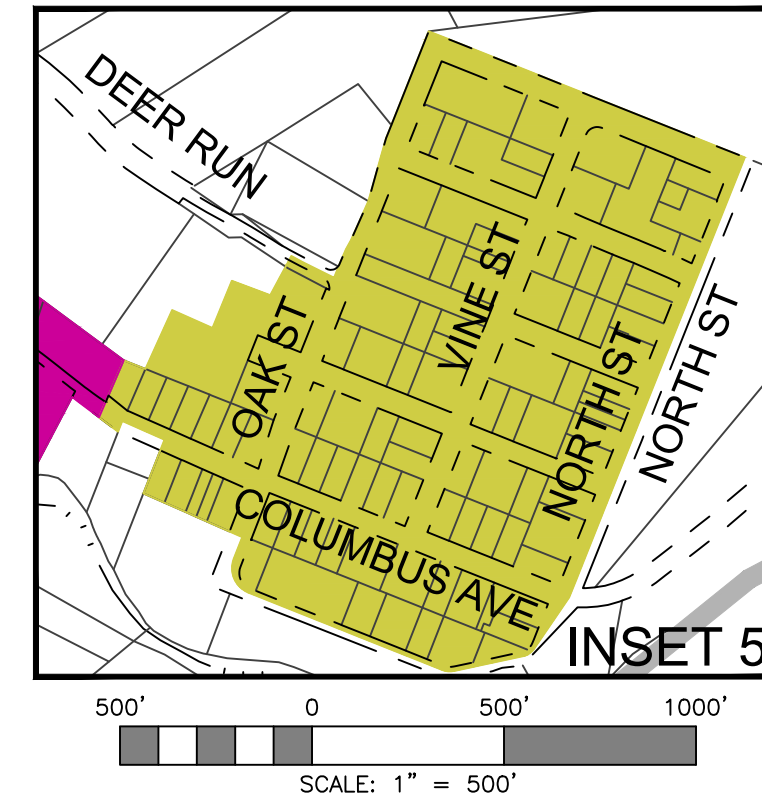 DEER RUN
VINE ST
OAK ST
NORTH ST
NORTH ST
COLUMBUS AVE
INSET 5
500' 0 500' 1000'
SCALE: 1" = 500'